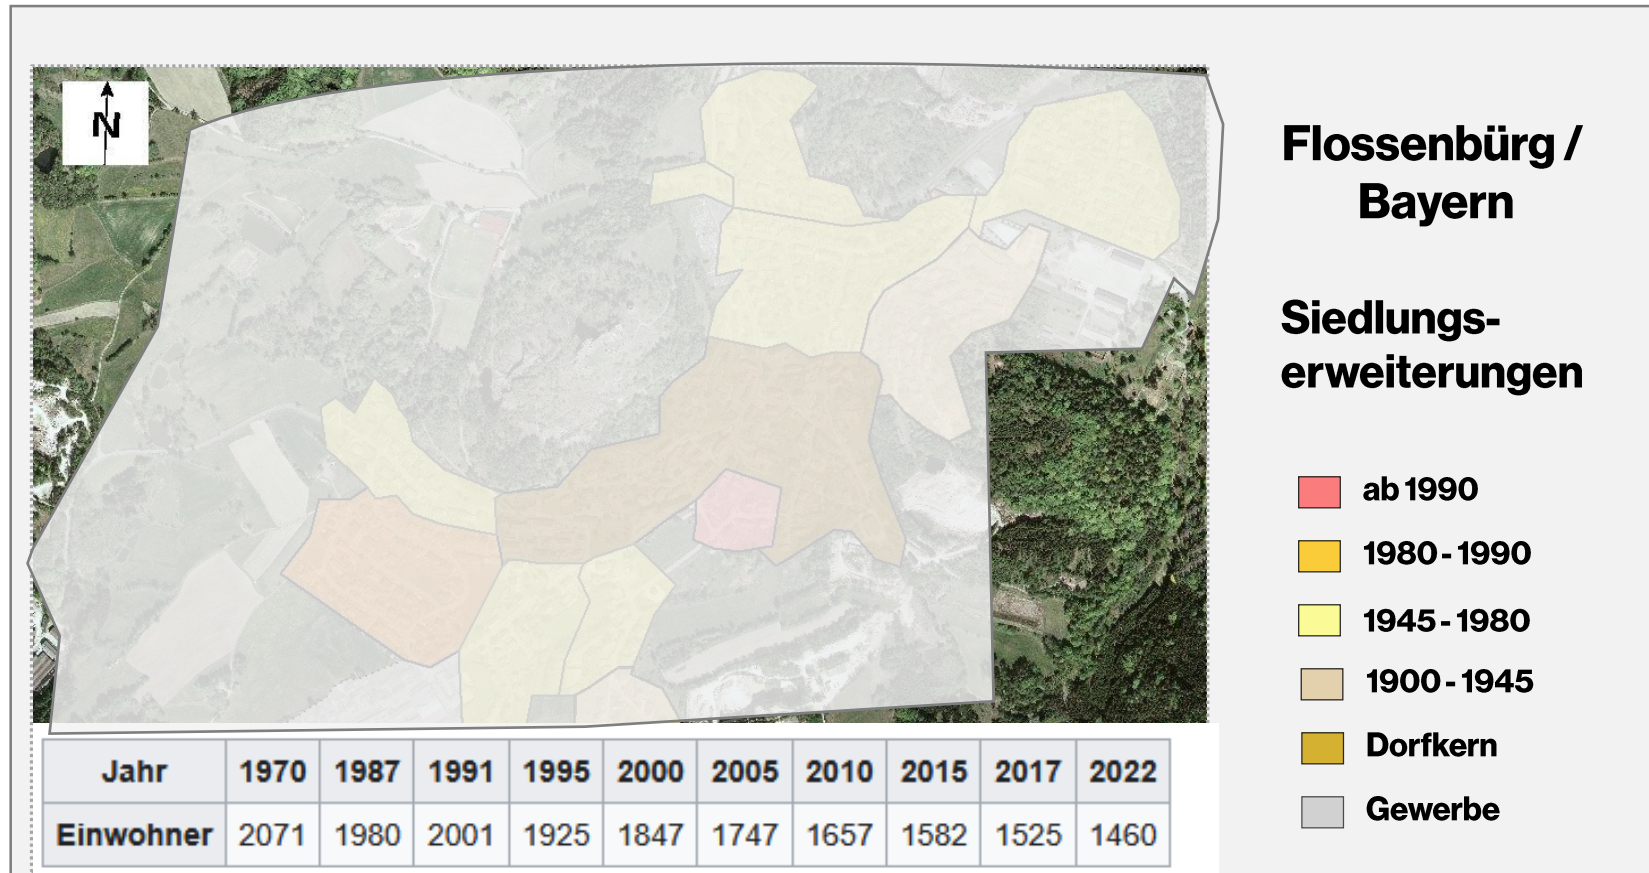 N
Flossenbürg /
Bayern
Siedlungs-
erweiterungen
ab 1990
1980 - 1990
1945 - 1980
1900 - 1945
Dorfkern
Gewerbe
Jahr 1970 1987 1991 1995 2000 2005 2010 2015 2017 2022
Einwohner 2071 1980 2001 1925 1847 1747 1657 1582 1525 1460